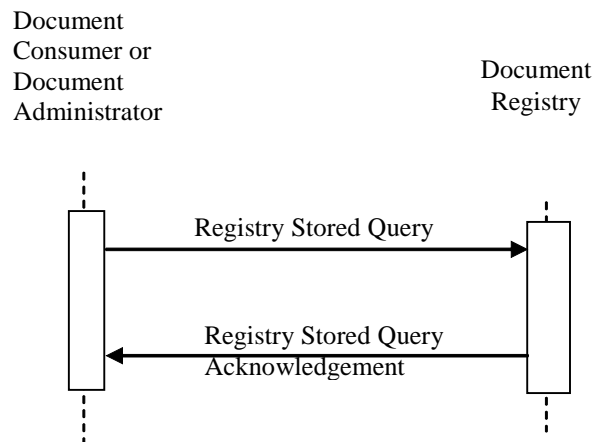 Document
Consumer or
Document
Administrator
Document
Registry
Registry Stored Query
Registry Stored Query
Acknowledgement